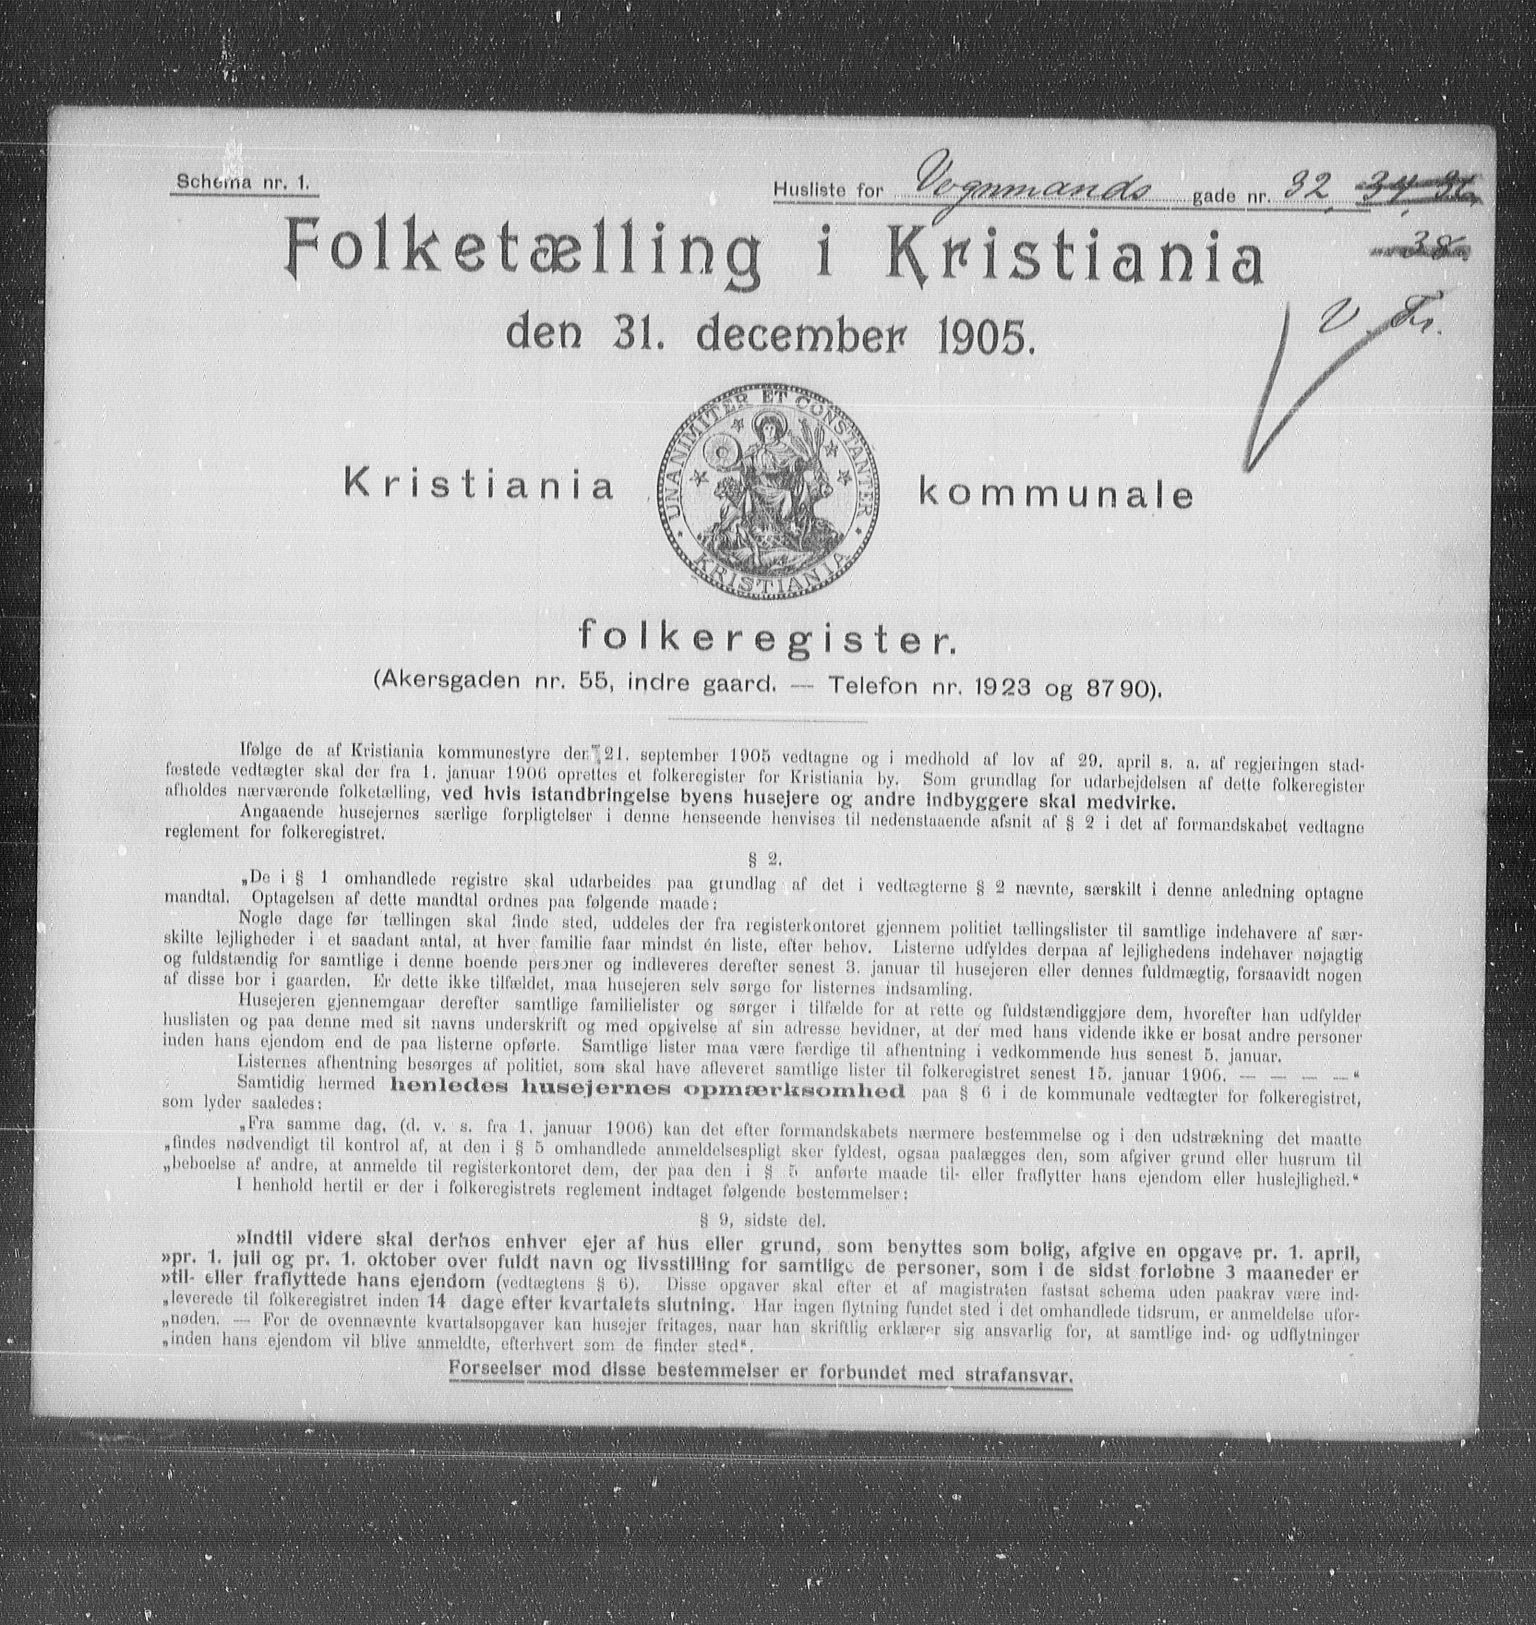 Schema nr. 1.
Husliste for Vognmands gade nr. 32, 34, 36,
38,
Folketælling i Kristiania
V. Fr.
den 31. december 1905.
UNANIMITER ET CONSTANTER
KRISTIANIA
Kristiania kommunale
folkeregister.
(Akersgaden nr. 55, indre gaard. — Telefon nr. 1923 og 8790).
Ifølge de af Kristiania kommunestyre den 21. september 1905 vedtagne og i medhold af lov af 29. april s. a. af regjeringen stad-
fæstede vedtægter skal der fra 1. januar 1906 oprettes et folkeregister for Kristiania by. Som grundlag for udarbejdelsen af dette folkeregister
afholdes nærværende folketælling, ved hvis istandbringelse byens husejere og andre indbyggere skal medvirke.
Angaaende husejernes særlige forpligtelser i denne henseende henvises til nedenstaaende afsnit af § 2 i det af formandskabet vedtagne
reglement for folkeregistret.
§ 2.
„De i § 1 omhandlede registre skal udarbeides paa grundlag af det i vedtægterne § 2 nævnte, særskilt i denne anledning optagne
mandtal. Optagelsen af dette mandtal ordnes paa følgende maade:
Nogle dage før tællingen skal finde sted, uddeles der fra registerkontoret gjennem politiet tællingslister til samtlige indehavere af sær-
skilte lejligheder i et saadant antal, at hver familie faar mindst én liste, efter behov. Listerne udfyldes derpaa af lejlighedens indehaver nøjagtig
og fuldstændig for samtlige i denne boende personer og indleveres derefter senest 3. januar til husejeren eller dennes fuldmægtig, forsaavidt nogen
af disse bor i gaarden. Er dette ikke tilfældet, maa husejeren selv sørge for listernes indsamling.
Husejeren gjennemgaar derefter samtlige familielister og sørger i tilfælde for at rette og fuldstændiggjøre dem, hvorefter han udfylder
huslisten og paa denne med sit navns underskrift og med opgivelse af sin adresse bevidner, at der med hans vidende ikke er bosat andre personer
inden hans ejendom end de paa listerne opførte. Samtlige lister maa være færdige til afhentning i vedkommende hus senest 5. januar.
Listernes afhentning besørges af politiet, som skal have afleveret samtlige lister til folkeregistret senest 15. januar 1906. — — — —“
Samtidig hermed henledes husejernes opmærksomhed paa § 6 i de kommunale vedtægter for folkeregistret,
som lyder saaledes:
„Fra samme dag, (d. v. s. fra 1. januar 1906) kan det efter formandskabets nærmere bestemmelse og i den udstrækning det maatte
„findes nødvendigt til kontrol af, at den i § 5 omhandlede anmeldelsespligt sker fyldest, ogsaa paalægges den, som afgiver grund eller husrum til
„beboelse af andre, at anmelde til registerkontoret dem, der paa den i § 5 anførte maade til- eller fraflytter hans ejendom eller huslejlighed.“
I henhold hertil er der i folkeregistrets reglement indtaget følgende bestemmelser:
§ 9, sidste del.
»Indtil videre skal derhos enhver ejer af hus eller grund, som benyttes som bolig, afgive en opgave pr. 1. april,
»pr. 1. juli og pr. 1. oktober over fuldt navn og livsstilling for samtlige de personer, som i de sidst forløbne 3 maaneder er
»til- eller fraflyttede hans ejendom (vedtægtens § 6). Disse opgaver skal efter et af magistraten fastsat schema uden paakrav være ind-
„leverede til folkeregistret inden 14 dage efter kvartalets slutning. Har ingen flytning fundet sted i det omhandlede tidsrum, er anmeldelse ufor-
„nøden. — For de ovennævnte kvartalsopgaver kan husejer fritages, naar han skriftlig erklærer sig ansvarlig for, at samtlige ind- og udflytninger
„inden hans ejendom vil blive anmeldte, efterhvert som de finder sted“.
Forseelser mod disse bestemmelser er forbundet med strafansvar.